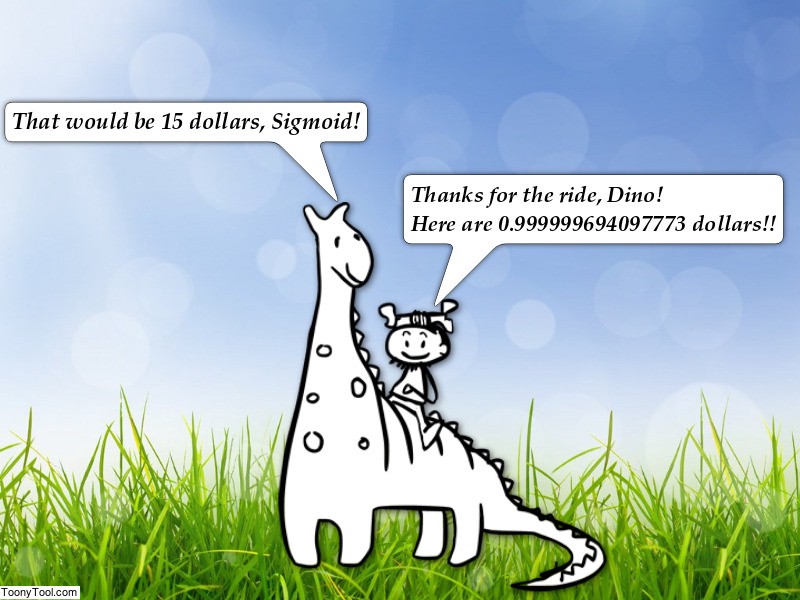 That would be 15 dollars, Sigmoid!
Thanks for the ride, Dino!
Here are 0.999999694097773 dollars!!
ToonyTool.com